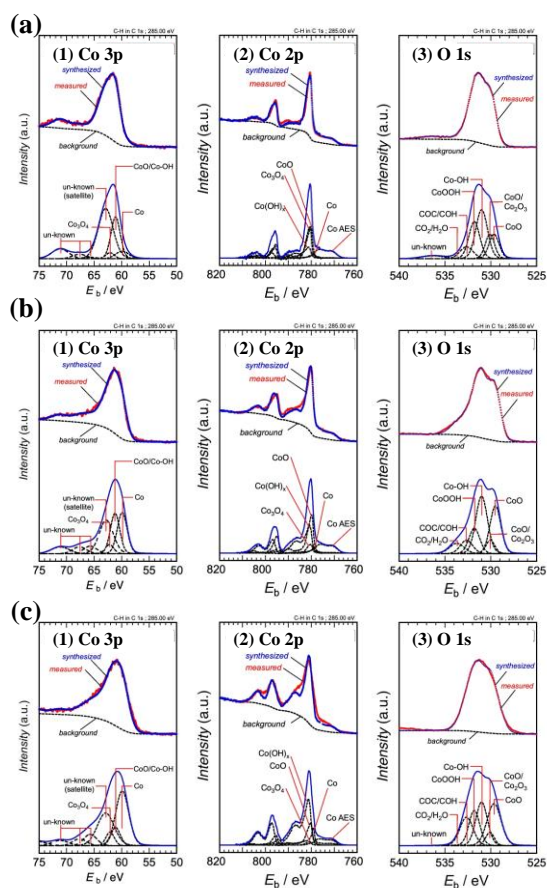 (a)
C-H in C 1s ; 285.00 eV
(1) Co 3p
synthesized
measured
background
CoO/Co-OH
un-known
(satellite)
Co3O4
Co
un-known
Intensity (a.u.)
75 70 65 60 55 50
Eb / eV
C-H in C 1s ; 285.00 eV
(2) Co 2p
synthesized
measured
background
CoO
Co3O4
Co(OH)x
Co
Co AES
Intensity (a.u.)
820 800 780 760
Eb / eV
C-H in C 1s ; 285.00 eV
(3) O 1s
synthesized
measured
background
Co-OH
CoOOH
COC/COH
CO2/H2O
un-known
CoO/
Co2O3
CoO
Intensity (a.u.)
540 535 530 525
Eb / eV
(b)
C-H in C 1s ; 285.00 eV
(1) Co 3p
synthesized
measured
background
CoO/Co-OH
un-known
(satellite)
Co3O4
Co
un-known
Intensity (a.u.)
75 70 65 60 55 50
Eb / eV
C-H in C 1s ; 285.00 eV
(2) Co 2p
synthesized
measured
background
CoO
Co(OH)x
Co3O4
Co
Co AES
Intensity (a.u.)
820 800 780 760
Eb / eV
C-H in C 1s ; 285.00 eV
(3) O 1s
synthesized
measured
background
Co-OH
CoOOH
CoO
COC/COH
CO2/H2O
CoO/
Co2O3
Intensity (a.u.)
540 535 530 525
Eb / eV
(c)
C-H in C 1s ; 285.00 eV
(1) Co 3p
synthesized
measured
background
CoO/Co-OH
un-known
(satellite)
Co3O4
Co
un-known
Intensity (a.u.)
75 70 65 60 55 50
Eb / eV
C-H in C 1s ; 285.00 eV
(2) Co 2p
synthesized
measured
background
Co(OH)x
CoO
Co3O4
Co
Co AES
Intensity (a.u.)
820 800 780 760
Eb / eV
C-H in C 1s ; 285.00 eV
(3) O 1s
synthesized
measured
background
Co-OH
CoOOH
COC/COH
CO2/H2O
un-known
CoO/
Co2O3
CoO
Intensity (a.u.)
540 535 530 525
Eb / eV